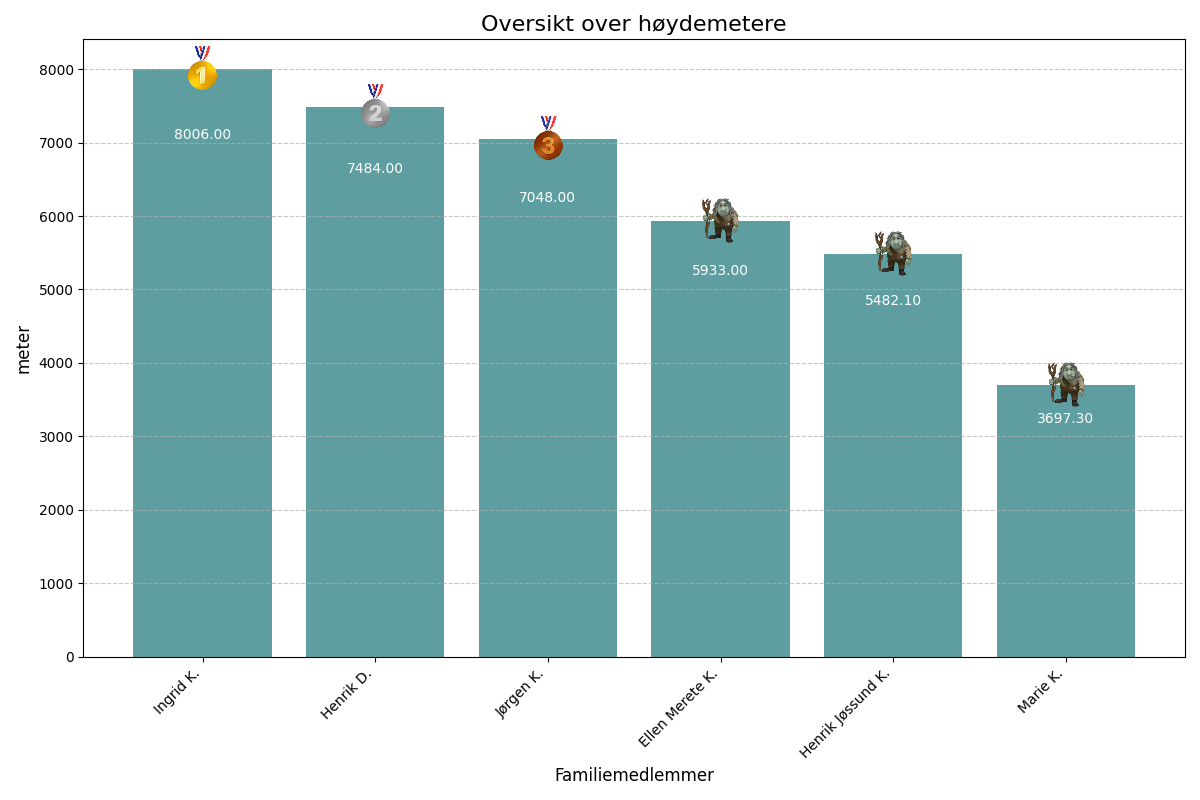 Oversikt over høydemetere
meter
8000
7000
6000
5000
4000
3000
2000
1000
0
1
2
3
8006.00
7484.00
7048.00
5933.00
5482.10
3697.30
Ingrid K.
Henrik D.
Jørgen K.
Ellen Merete K.
Henrik Jøssund K.
Marie K.
Familiemedlemmer